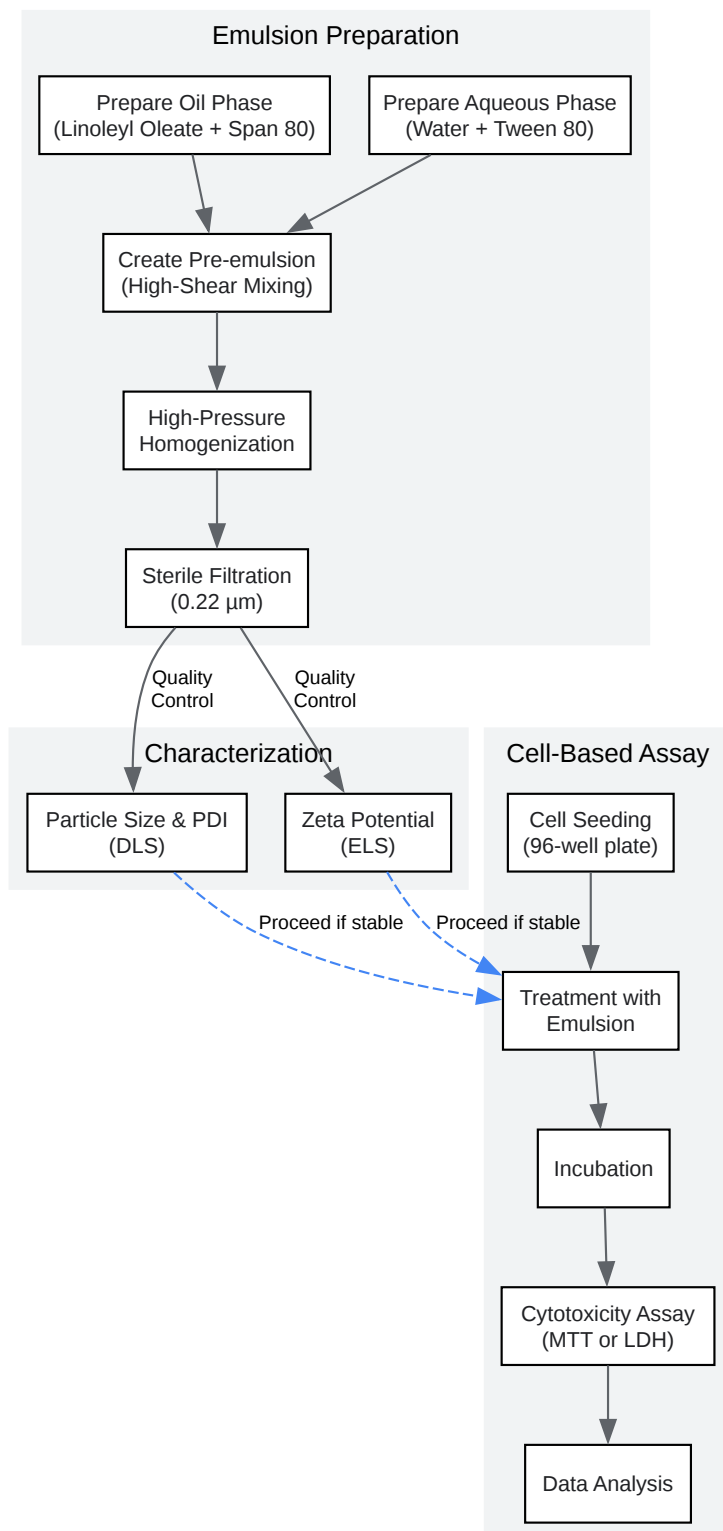 Emulsion Preparation
Prepare Oil Phase
(Linoleyl Oleate + Span 80)
Prepare Aqueous Phase
(Water + Tween 80)
Create Pre-emulsion
(High-Shear Mixing)
High-Pressure
Homogenization
Sterile Filtration
(0.22 µm)
Quality
Control
Quality
Control
Characterization
Particle Size & PDI
(DLS)
Zeta Potential
(ELS)
Cell-Based Assay
Cell Seeding
(96-well plate)
Proceed if stable
Proceed if stable
Treatment with
Emulsion
Incubation
Cytotoxicity Assay
(MTT or LDH)
Data Analysis